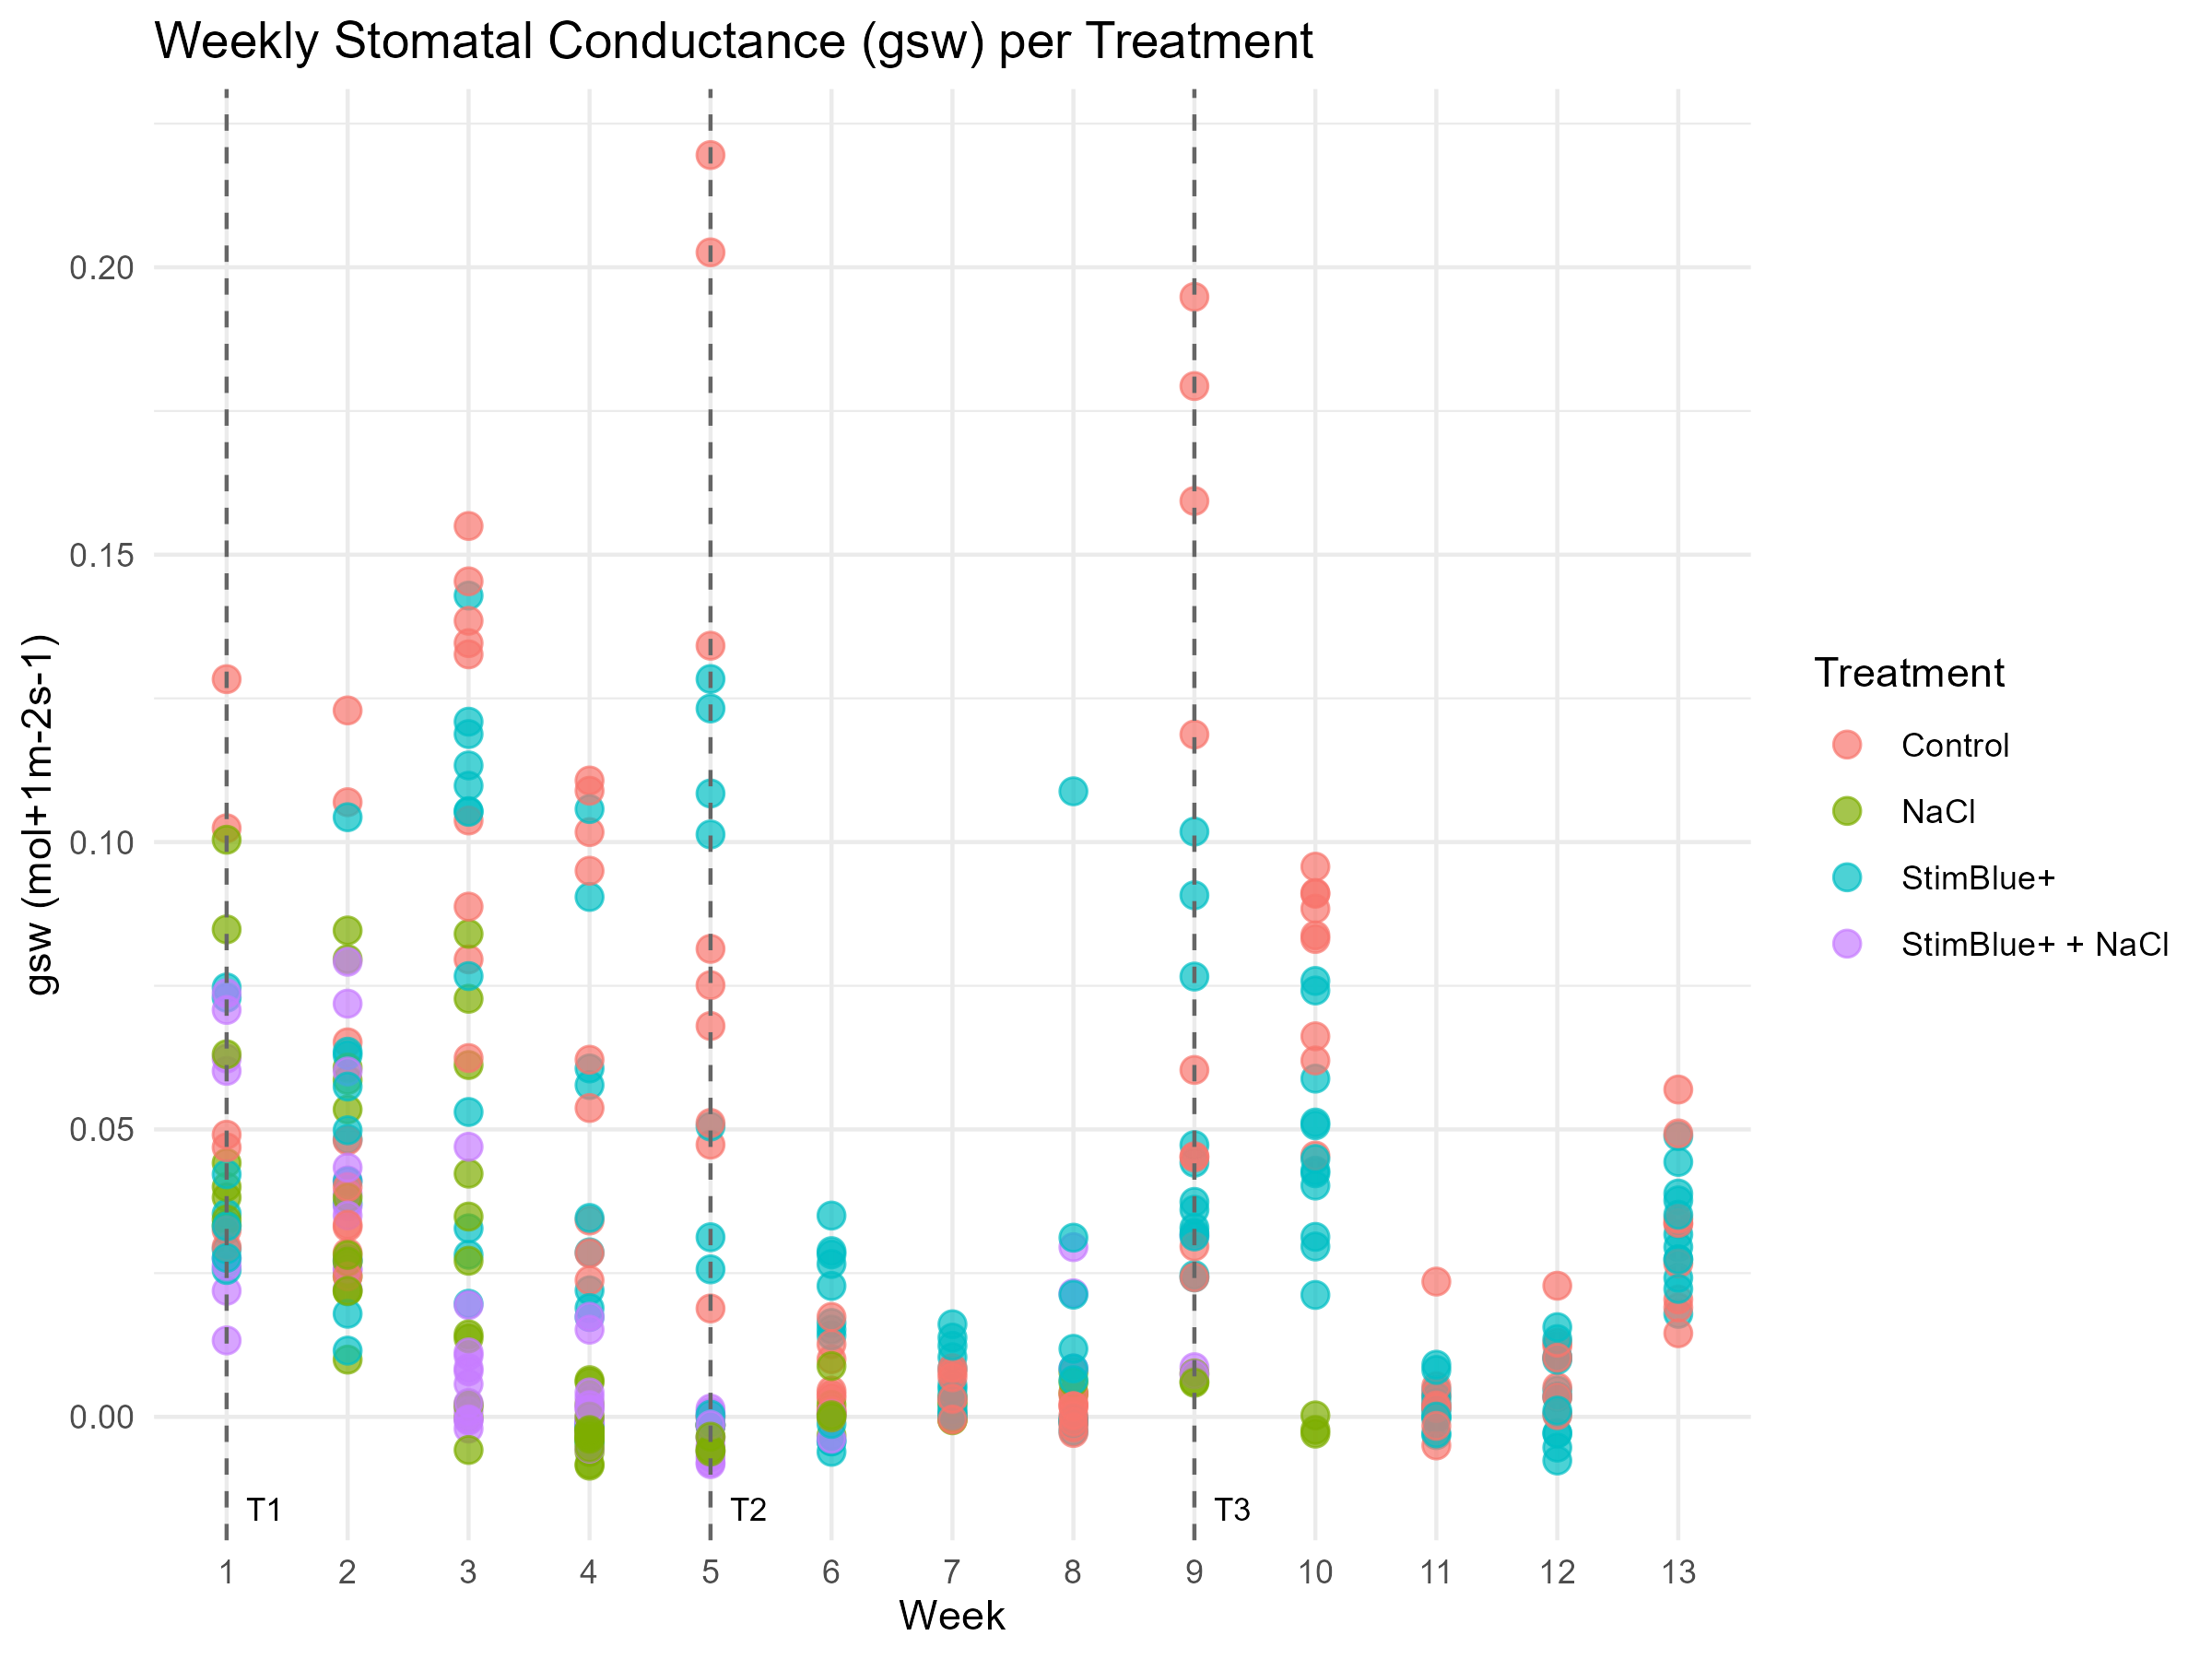 Weekly Stomatal Conductance (gsw) per Treatment
gsw (mol+1m-2s-1)
0.20
0.15
0.10
0.05
0.00
T1
T2
T3
1 2 3 4 5 6 7 8 9 10 11 12 13
Week
Treatment
Control
NaCl
StimBlue+
StimBlue+ + NaCl